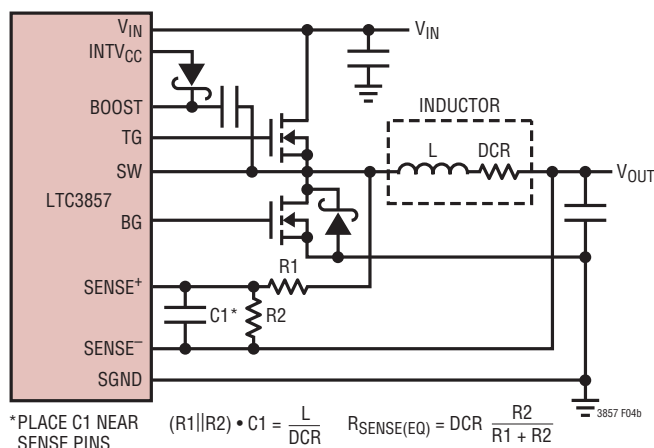 V_IN
V_IN
INTV_CC
BOOST
INDUCTOR
TG
L
DCR
SW
V_OUT
LTC3857
BG
R1
SENSE⁺
C1*
R2
SENSE⁻
SGND
*PLACE C1 NEAR
SENSE PINS
(R1||R2) • C1 = L/DCR
R_SENSE(EQ) = DCR R2/(R1 + R2)
3857 F04b